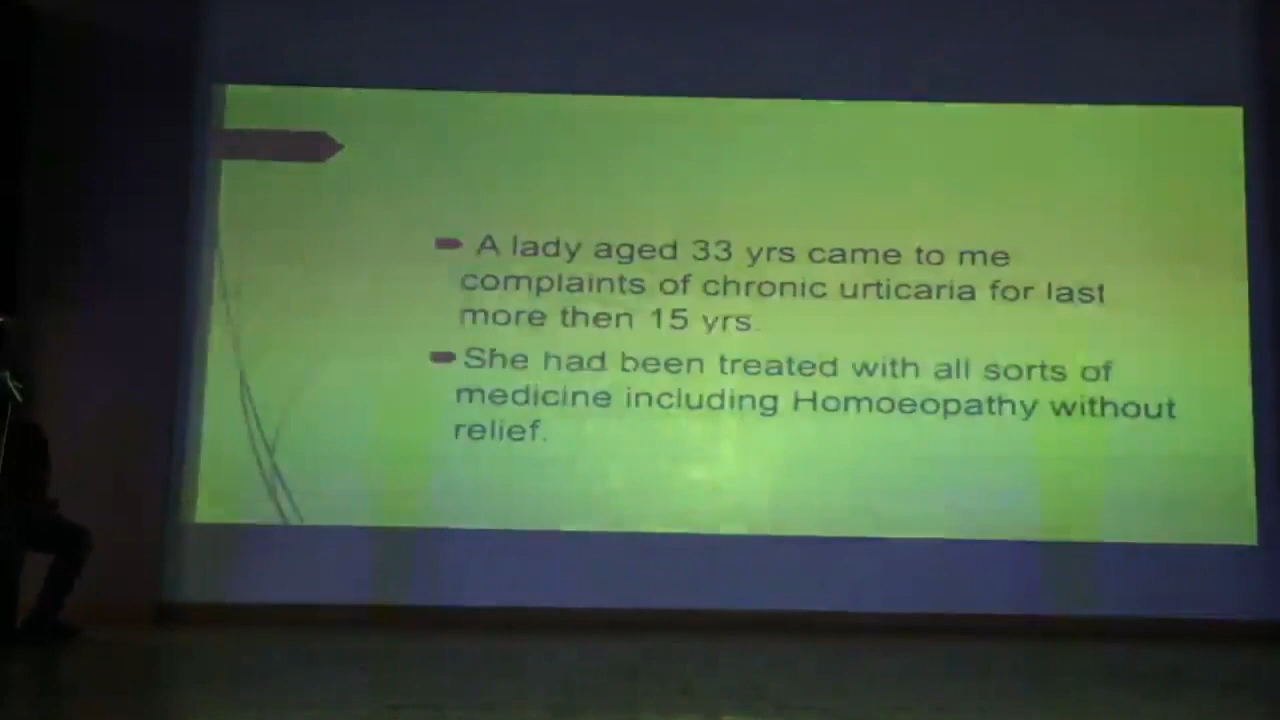 A lady aged 33 yrs came to me
complaints of chronic urticaria for last
more then 15 yrs.
She had been treated with all sorts of
medicine including Homoeopathy without
relief.